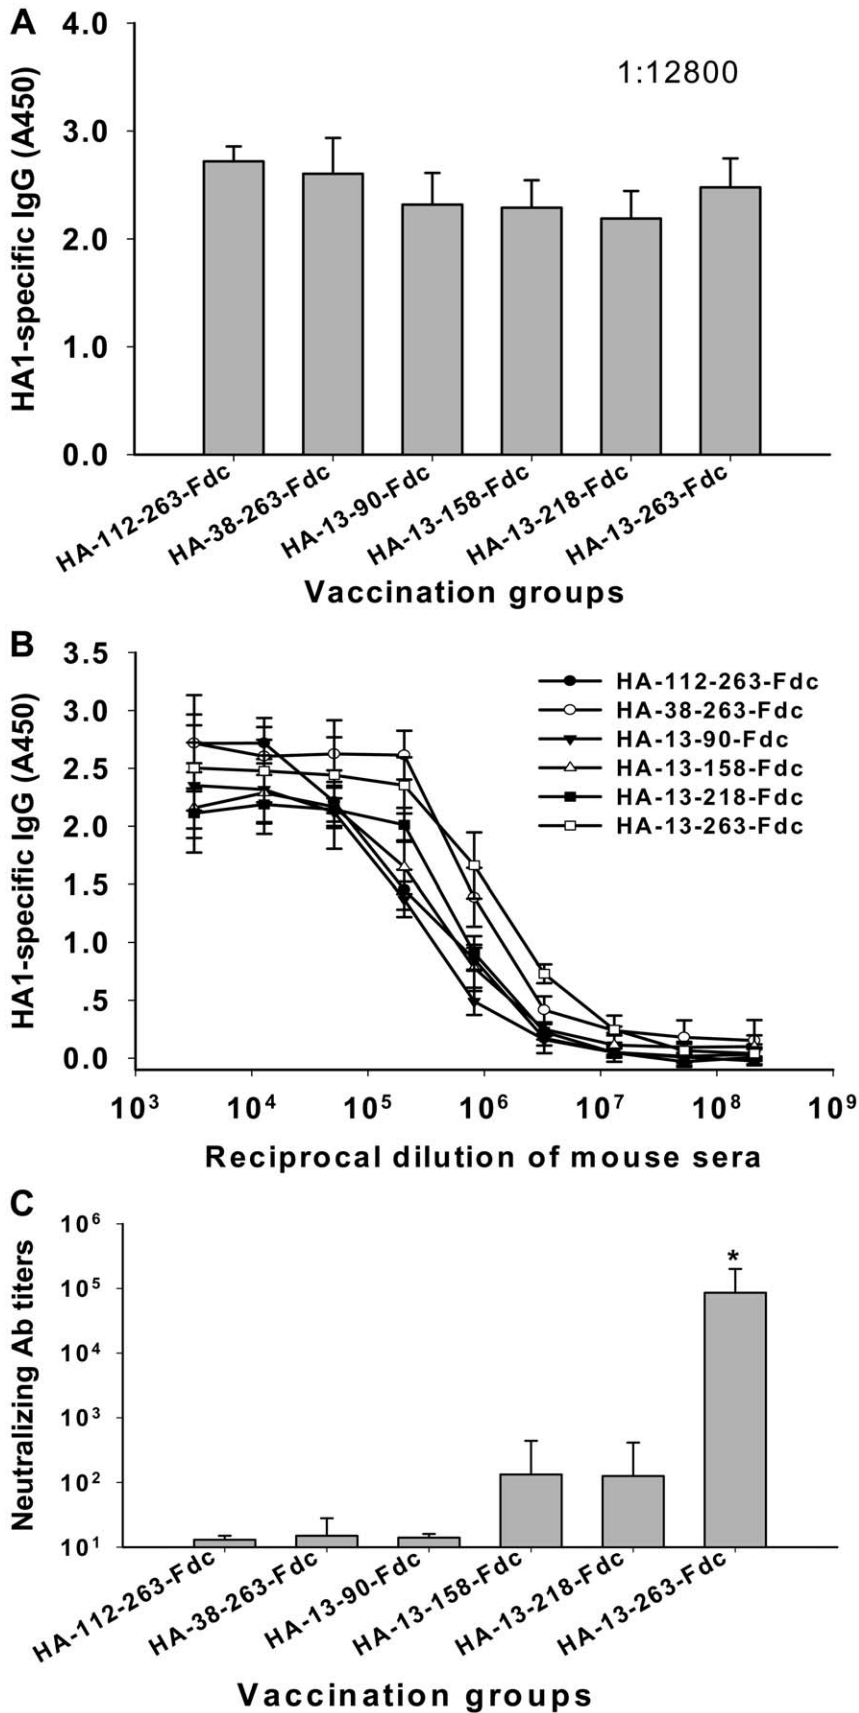 A
4.0
3.0
2.0
1.0
0.0
HA1-specific IgG (A450)
1:12800
HA-112-263-Fdc
HA-38-263-Fdc
HA-13-90-Fdc
HA-13-158-Fdc
HA-13-218-Fdc
HA-13-263-Fdc
Vaccination groups
B
3.5
3.0
2.5
2.0
1.5
1.0
.5
0.0
HA1-specific IgG (A450)
HA-112-263-Fdc
HA-38-263-Fdc
HA-13-90-Fdc
HA-13-158-Fdc
HA-13-218-Fdc
HA-13-263-Fdc
10³ 10⁴ 10⁵ 10⁶ 10⁷ 10⁸ 10⁹
Reciprocal dilution of mouse sera
C
10⁶
10⁵
10⁴
10³
10²
10¹
Neutralizing Ab titers
*
HA-112-263-Fdc
HA-38-263-Fdc
HA-13-90-Fdc
HA-13-158-Fdc
HA-13-218-Fdc
HA-13-263-Fdc
Vaccination groups